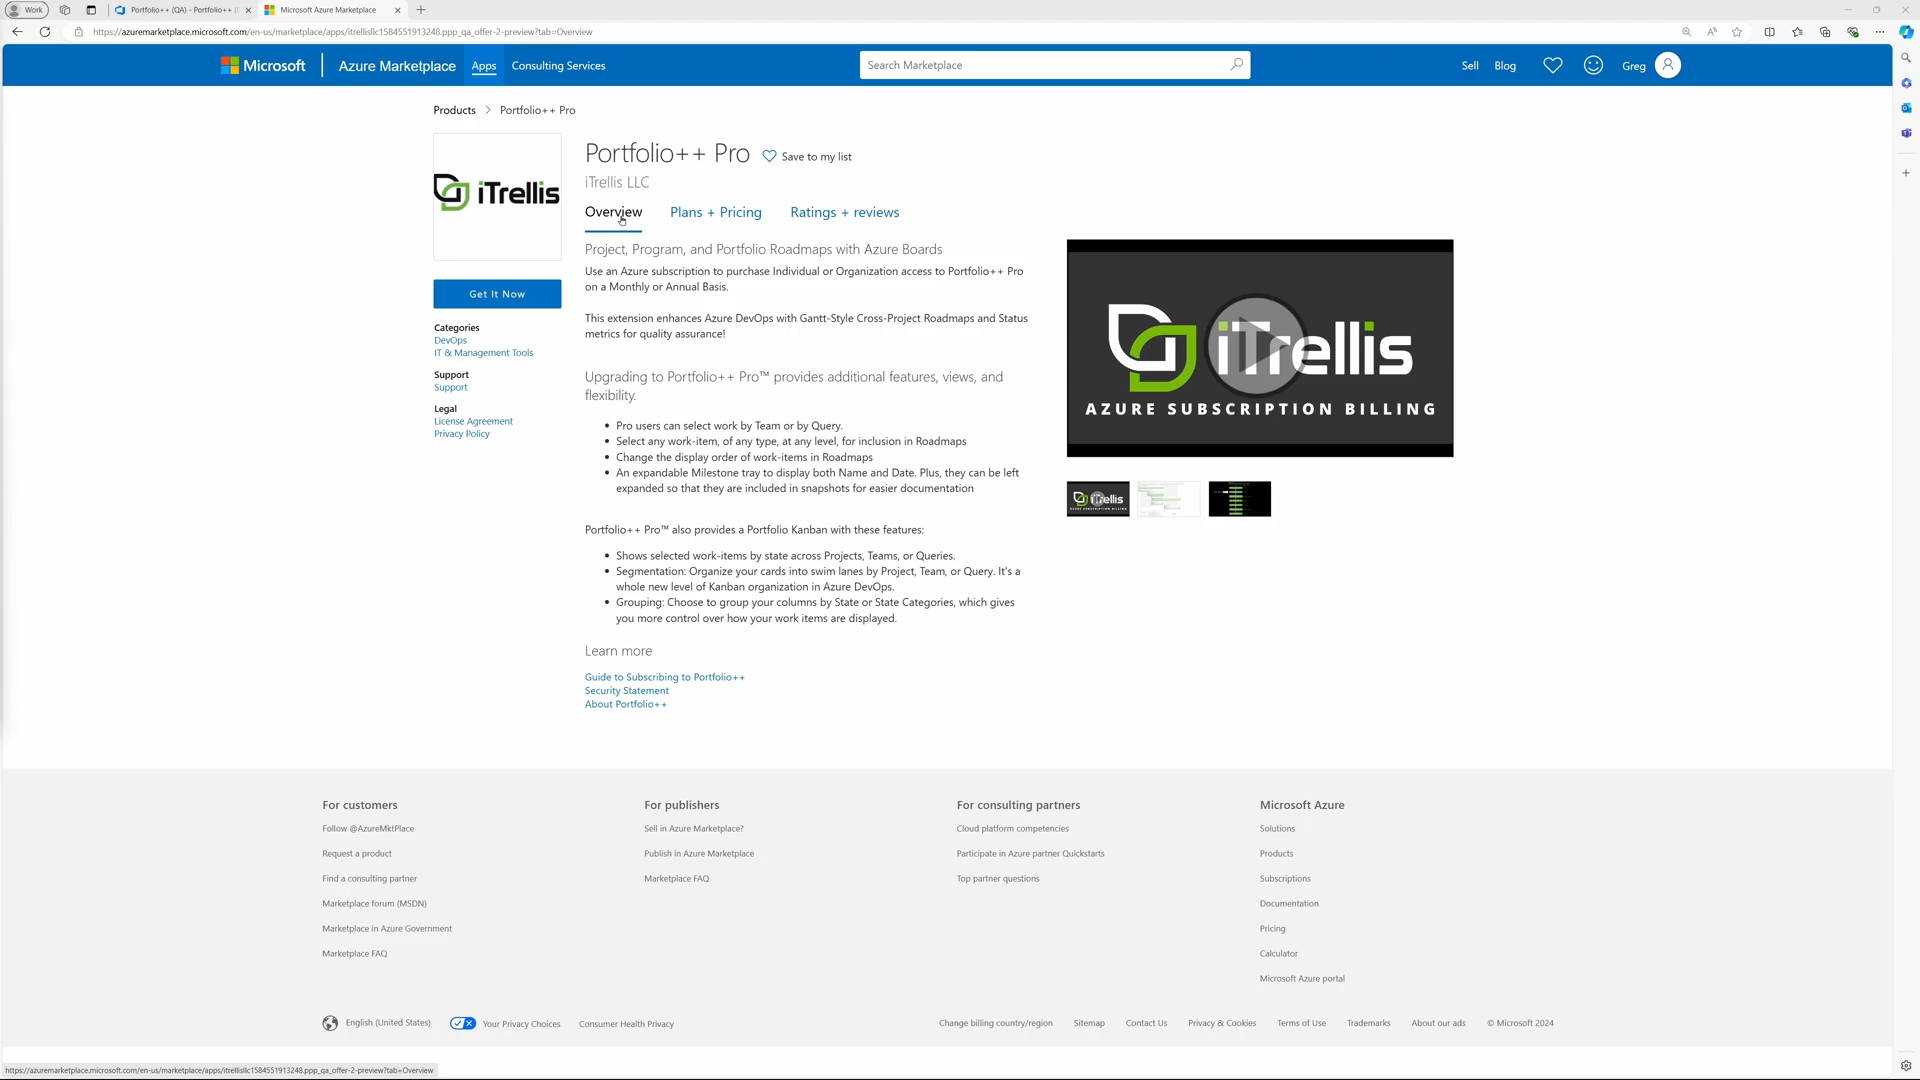 Work
Portfolio++ (QA) - Portfolio++ (
Microsoft Azure Marketplace
https://azuremarketplace.microsoft.com/en-us/marketplace/apps/itrellisllc1584551913248.ppp_qa_offer-2-preview?tab=Overview
Microsoft
Azure Marketplace
Apps
Consulting Services
Search Marketplace
Sell
Blog
Greg
Products > Portfolio++ Pro
iTrellis
Portfolio++ Pro
Save to my list
iTrellis LLC
Overview
Plans + Pricing
Ratings + reviews
Get It Now
Categories
DevOps
IT & Management Tools
Support
Support
Legal
License Agreement
Privacy Policy
Project, Program, and Portfolio Roadmaps with Azure Boards
Use an Azure subscription to purchase Individual or Organization access to Portfolio++ Pro
on a Monthly or Annual Basis.
This extension enhances Azure DevOps with Gantt-Style Cross-Project Roadmaps and Status
metrics for quality assurance!
Upgrading to Portfolio++ Pro™ provides additional features, views, and
flexibility.
• Pro users can select work by Team or by Query.
• Select any work-item, of any type, at any level, for inclusion in Roadmaps
• Change the display order of work-items in Roadmaps
• An expandable Milestone tray to display both Name and Date. Plus, they can be left
expanded so that they are included in snapshots for easier documentation
Portfolio++ Pro™ also provides a Portfolio Kanban with these features:
• Shows selected work-items by state across Projects, Teams, or Queries.
• Segmentation: Organize your cards into swim lanes by Project, Team, or Query. It's a
whole new level of Kanban organization in Azure DevOps.
• Grouping: Choose to group your columns by State or State Categories, which gives
you more control over how your work items are displayed.
Learn more
Guide to Subscribing to Portfolio++
Security Statement
About Portfolio++
iTrellis
AZURE SUBSCRIPTION BILLING
iTrellis
AZURE SUBSCRIPTION BILLING
For customers
Follow @AzureMktPlace
Request a product
Find a consulting partner
Marketplace forum (MSDN)
Marketplace in Azure Government
Marketplace FAQ
For publishers
Sell in Azure Marketplace?
Publish in Azure Marketplace
Marketplace FAQ
For consulting partners
Cloud platform competencies
Participate in Azure partner Quickstarts
Top partner questions
Microsoft Azure
Solutions
Products
Subscriptions
Documentation
Pricing
Calculator
Microsoft Azure portal
English (United States)
Your Privacy Choices
Consumer Health Privacy
Change billing country/region
Sitemap
Contact Us
Privacy & Cookies
Terms of Use
Trademarks
About our ads
© Microsoft 2024
https://azuremarketplace.microsoft.com/en-us/marketplace/apps/itrellisllc1584551913248.ppp_qa_offer-2-preview?tab=Overview